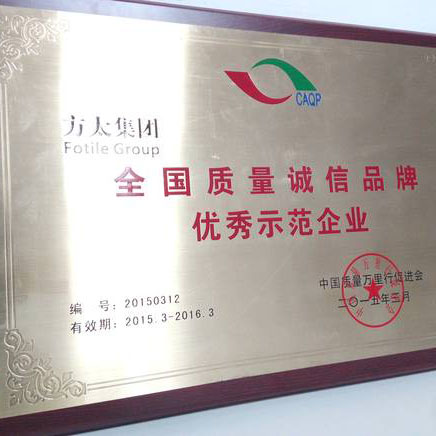 CAQP
方太集团
Fotile Group
全国质量诚信品牌
优秀示范企业
中国质量万里行促进会
二〇一五年三月
编 号:20150312
有效期:2015.3-2016.3